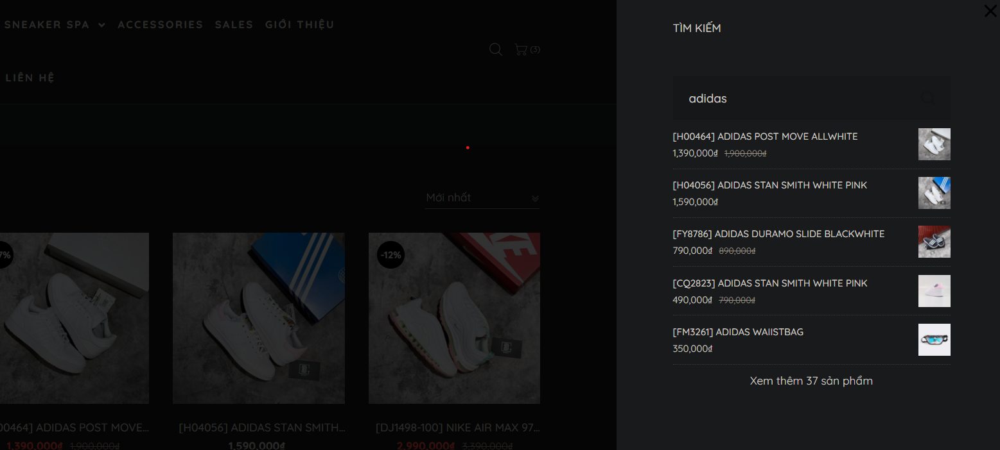 SNEAKER SPA ACCESSORIES SALES GIỚI THIỆU
(3)
LIÊN HỆ
Mới nhất
7%
-12%
00464] ADIDAS POST MOVE...
1,390,000₫ 1,900,000₫
[H04056] ADIDAS STAN SMITH...
1,590,000₫
[DJ1498-100] NIKE AIR MAX 97...
2,990,000₫ 3,390,000₫
TÌM KIẾM
adidas
[H00464] ADIDAS POST MOVE ALLWHITE
1,390,000₫ 1,900,000₫
[H04056] ADIDAS STAN SMITH WHITE PINK
1,590,000₫
[FY8786] ADIDAS DURAMO SLIDE BLACKWHITE
790,000₫ 890,000₫
[CQ2823] ADIDAS STAN SMITH WHITE PINK
490,000₫ 790,000₫
[FM3261] ADIDAS WAIISTBAG
350,000₫
Xem thêm 37 sản phẩm